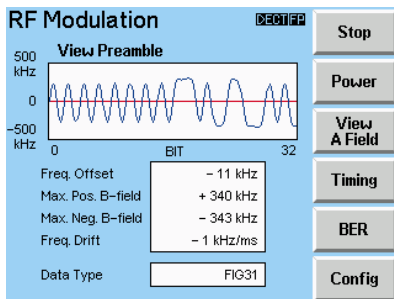 RF Modulation
DECT FP
View Preamble
500
kHz
0
-500
kHz
0
BIT
32
Freq. Offset
- 11 kHz
Max. Pos. B-field
+ 340 kHz
Max. Neg. B-field
- 343 kHz
Freq. Drift
- 1 kHz/ms
Data Type
FIG31
Stop
Power
View
A Field
Timing
BER
Config